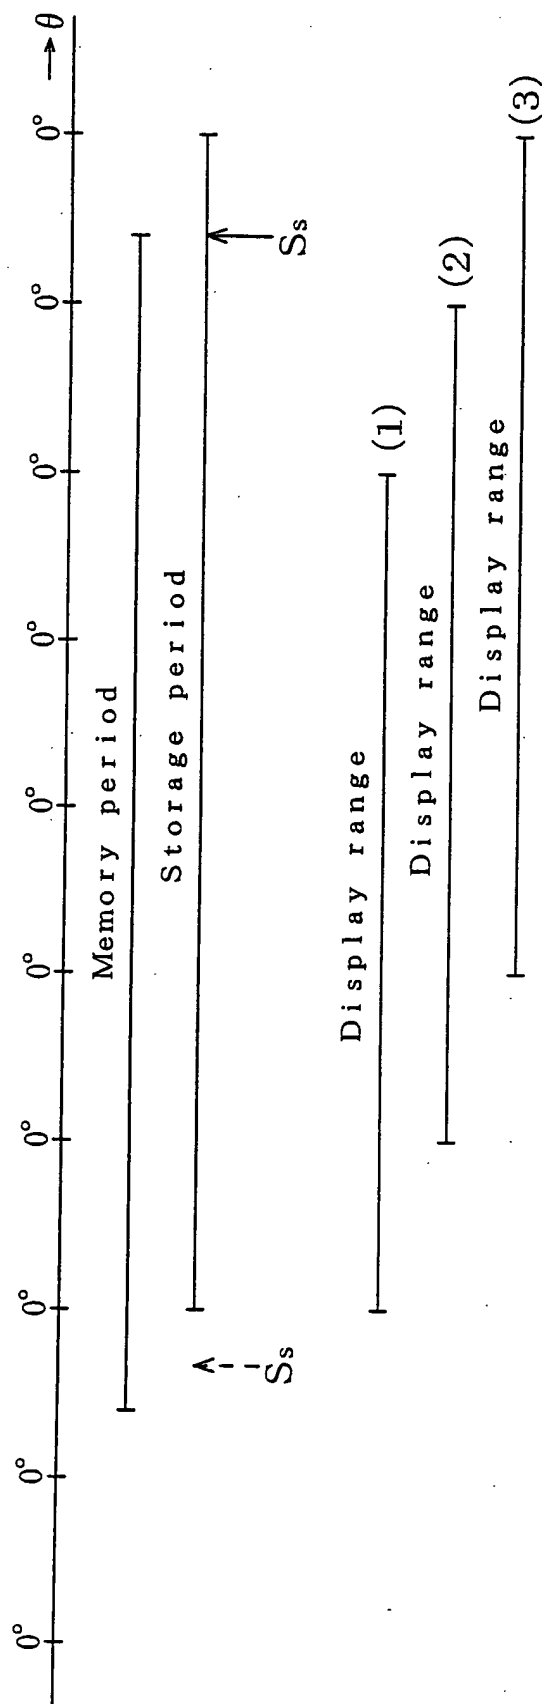 0° 0° 0° 0° 0° 0° 0° 0° 0° 0° → θ
Memory period
Storage period
Ss Ss
Display range (1)
Display range (2)
Display range (3)